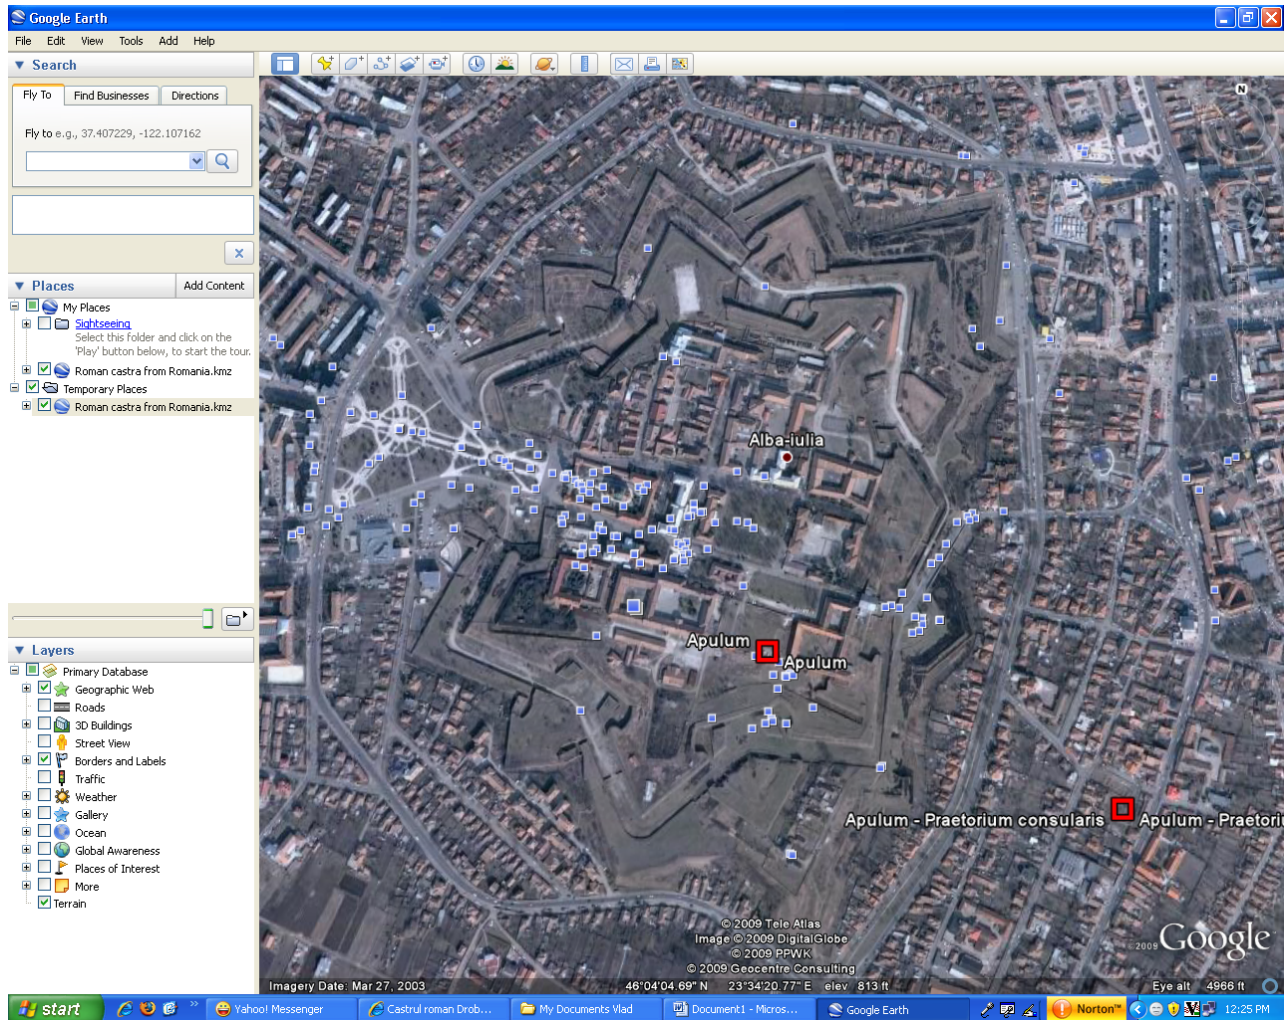 Google Earth
File Edit View Tools Add Help
Search
Fly To Find Businesses Directions
Fly to e.g., 37.407229, -122.107162
Places Add Content
My Places
Sightseeing
Select this folder and click on the
'Play' button below, to start the tour.
Roman castra from Romania.kmz
Temporary Places
Roman castra from Romania.kmz
Layers
Primary Database
Geographic Web
Roads
3D Buildings
Street View
Borders and Labels
Traffic
Weather
Gallery
Ocean
Global Awareness
Places of Interest
More
Terrain
N
Alba-iulia
Apulum
Apulum
Apulum - Praetorium consularis
Apulum - Praetoriu
© 2009 Tele Atlas
Image © 2009 DigitalGlobe
© 2009 PPWK
© 2009 Geocentre Consulting
©2009 Google
Imagery Date: Mar 27, 2003 46°04'04.69" N 23°34'20.77" E elev 813 ft Eye alt 4966 ft
start Yahoo! Messenger Castrul roman Drob... My Documents Vlad Document1 - Micros... Google Earth Norton™ 12:25 PM